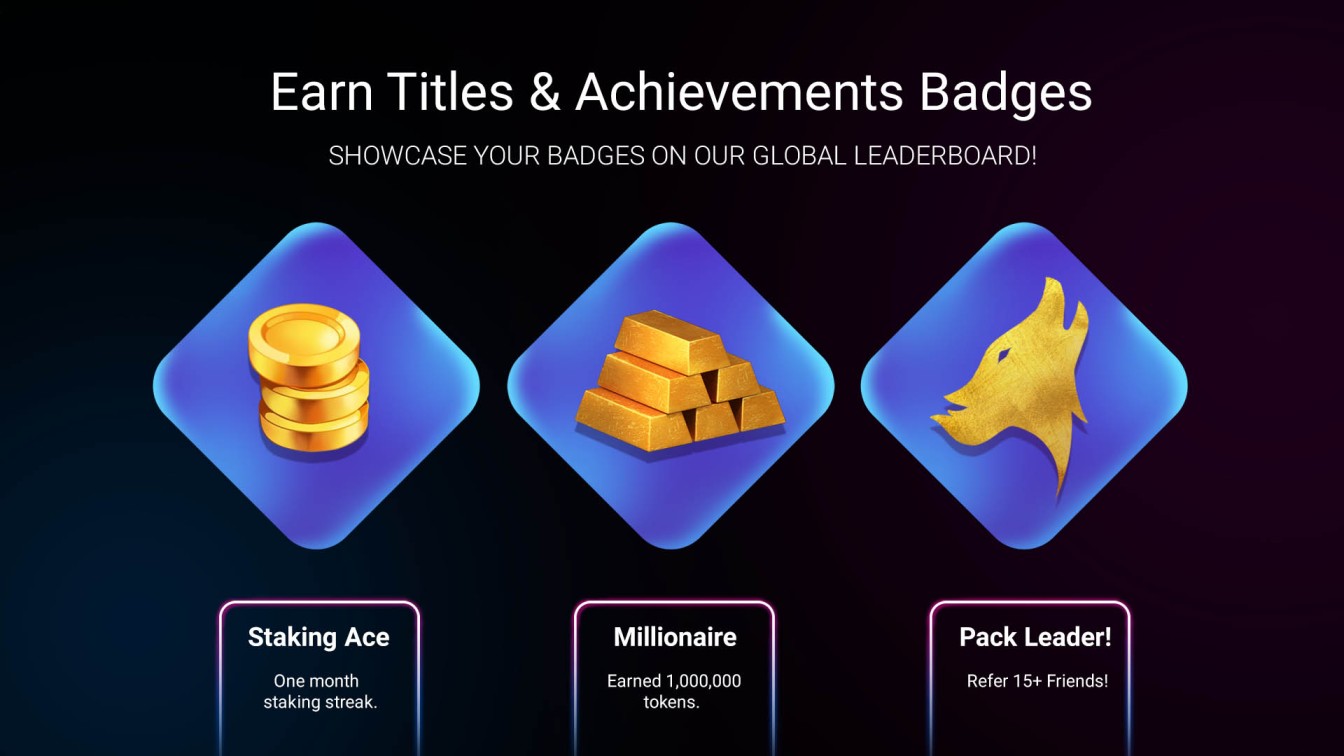 Earn Titles & Achievements Badges
SHOWCASE YOUR BADGES ON OUR GLOBAL LEADERBOARD!
Staking Ace
One month
staking streak.
Millionaire
Earned 1,000,000
tokens.
Pack Leader!
Refer 15+ Friends!